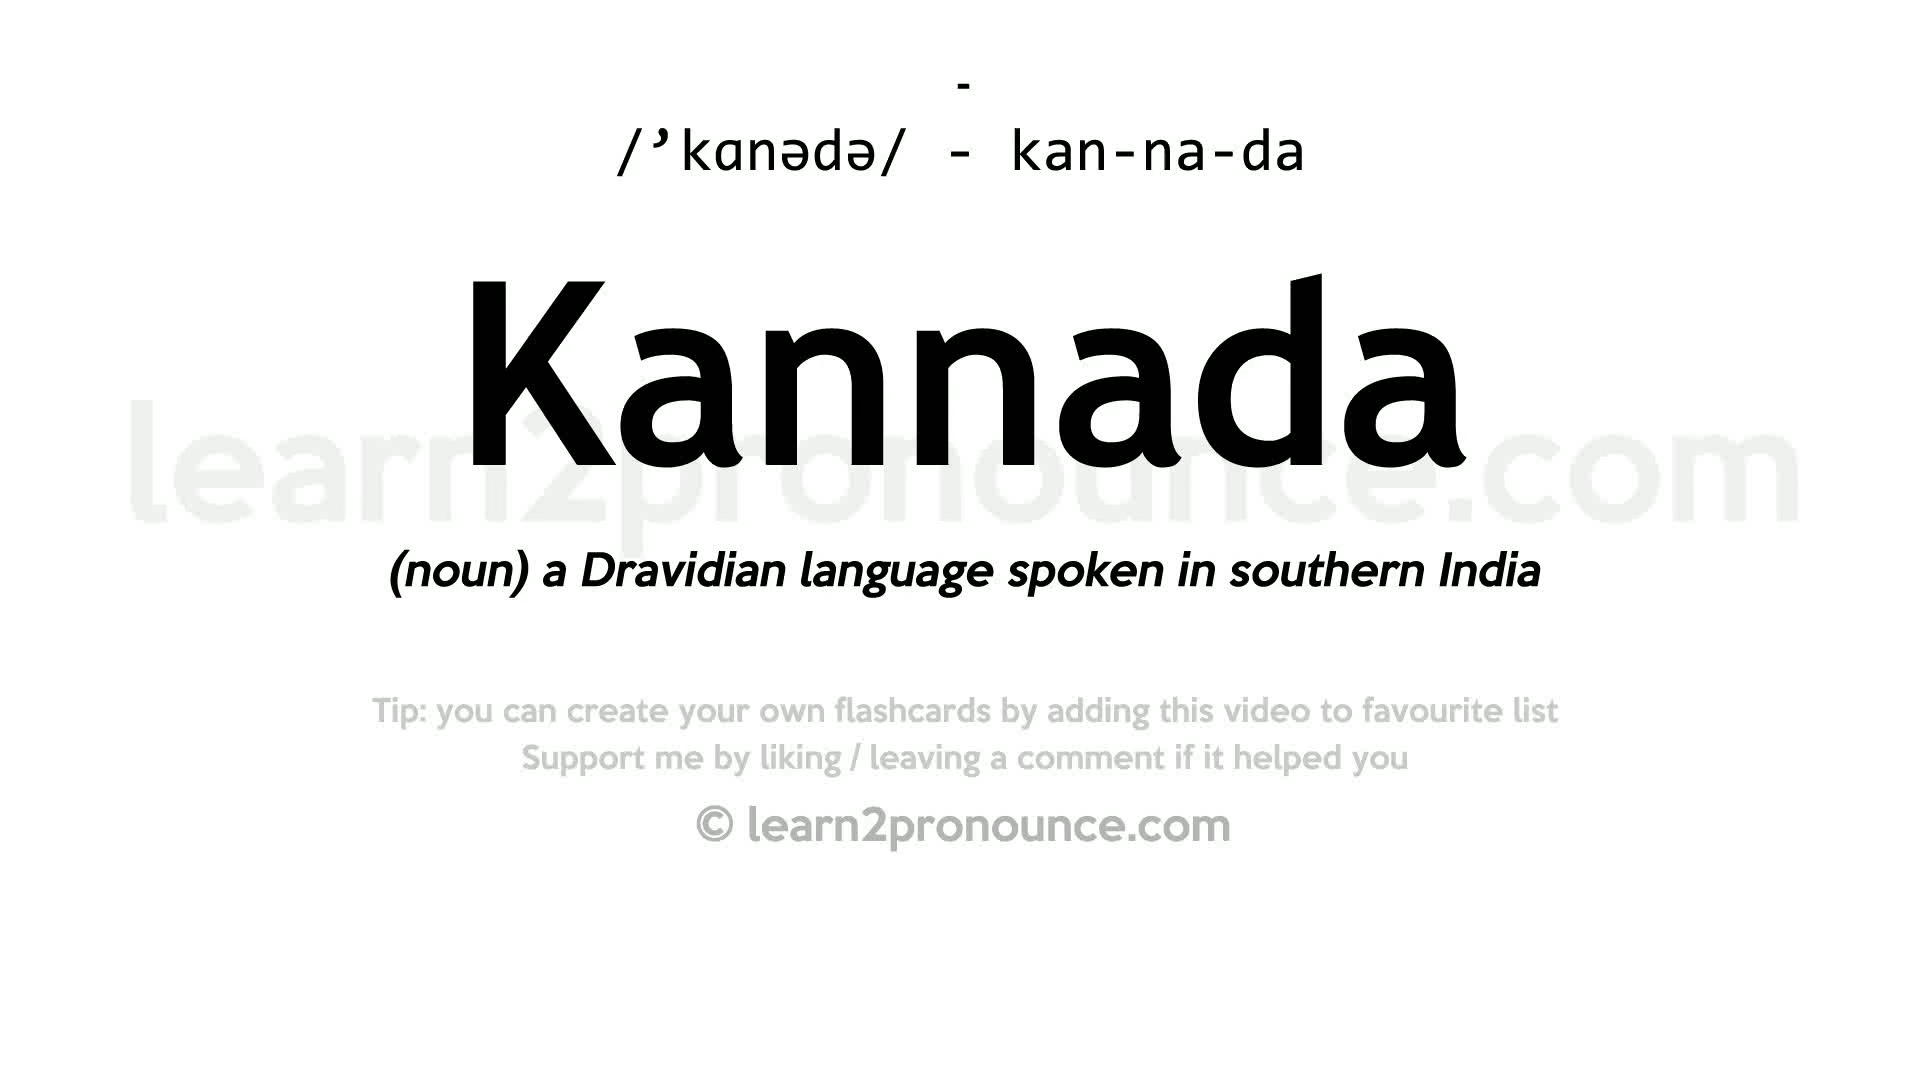 -
/’kɑnədə/ - kan-na-da
Kannada
learn2pronounce.com
(noun) a Dravidian language spoken in southern India
Tip: you can create your own flashcards by adding this video to favourite list
Support me by liking / leaving a comment if it helped you
© learn2pronounce.com